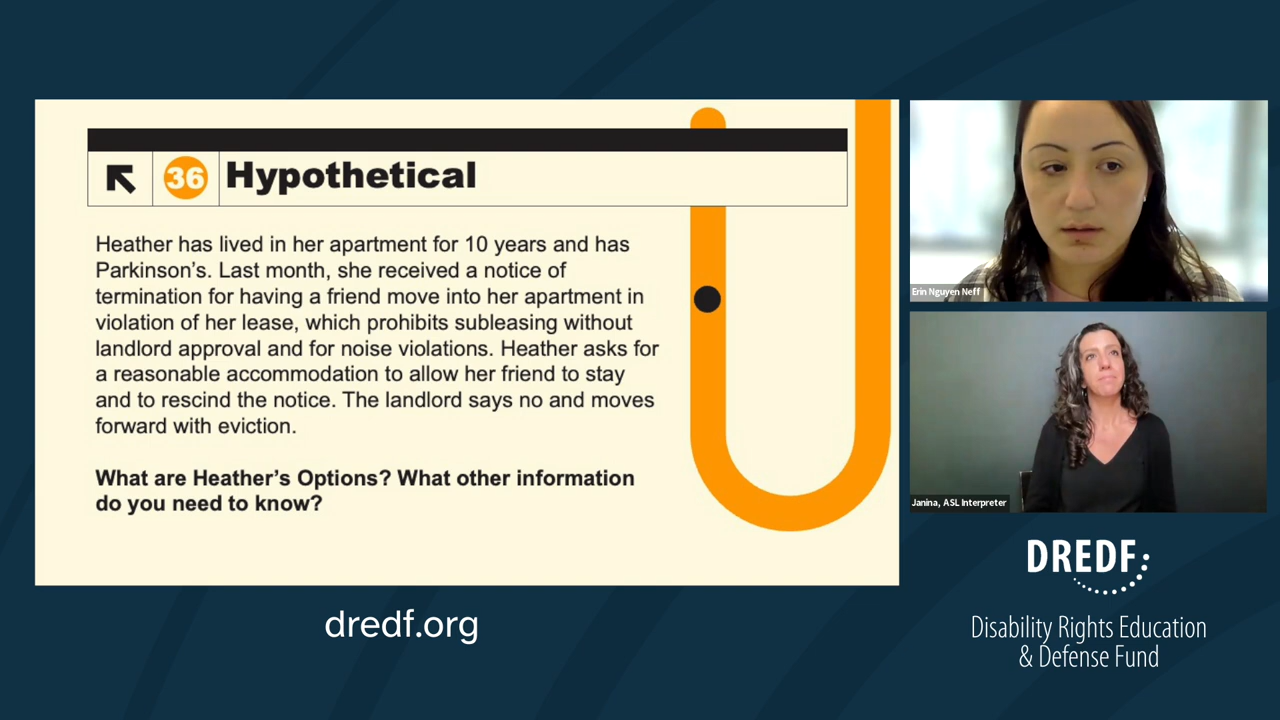 36 Hypothetical
Heather has lived in her apartment for 10 years and has
Parkinson's. Last month, she received a notice of
termination for having a friend move into her apartment in
violation of her lease, which prohibits subleasing without
landlord approval and for noise violations. Heather asks for
a reasonable accommodation to allow her friend to stay
and to rescind the notice. The landlord says no and moves
forward with eviction.
What are Heather's Options? What other information
do you need to know?
Erin Nguyen Neff
Janina, ASL Interpreter
dredf.org
DREDF
Disability Rights Education
& Defense Fund